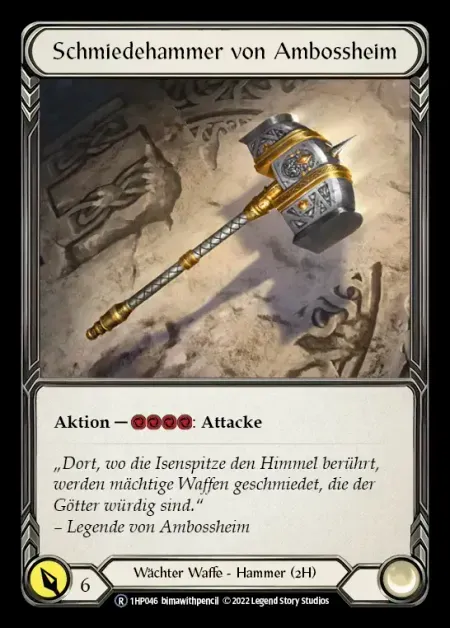 Schmiedehammer von Ambossheim
Aktion — : Attacke
„Dort, wo die Isenspitze den Himmel berührt,
werden mächtige Waffen geschmiedet, die der
Götter würdig sind.“
– Legende von Ambossheim
6
Wächter Waffe - Hammer (2H)
R 1HP046 bimawithpencil © 2022 Legend Story Studios